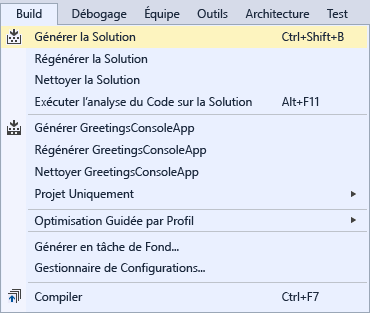 Build Débogage Équipe Outils Architecture Test
Générer la Solution Ctrl+Shift+B
Régénérer la Solution
Nettoyer la Solution
Exécuter l'analyse du Code sur la Solution Alt+F11
Générer GreetingsConsoleApp
Régénérer GreetingsConsoleApp
Nettoyer GreetingsConsoleApp
Projet Uniquement
Optimisation Guidée par Profil
Générer en tâche de Fond...
Gestionnaire de Configurations...
Compiler Ctrl+F7